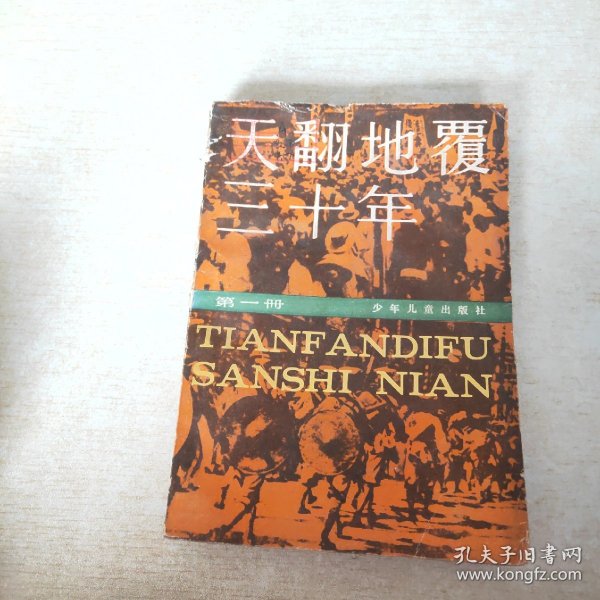 天翻地覆
三十年
第一冊 少年儿童出版社
TIANFANDIFU
SANSHI NIAN
孔夫子旧书网
www.kongfz.com